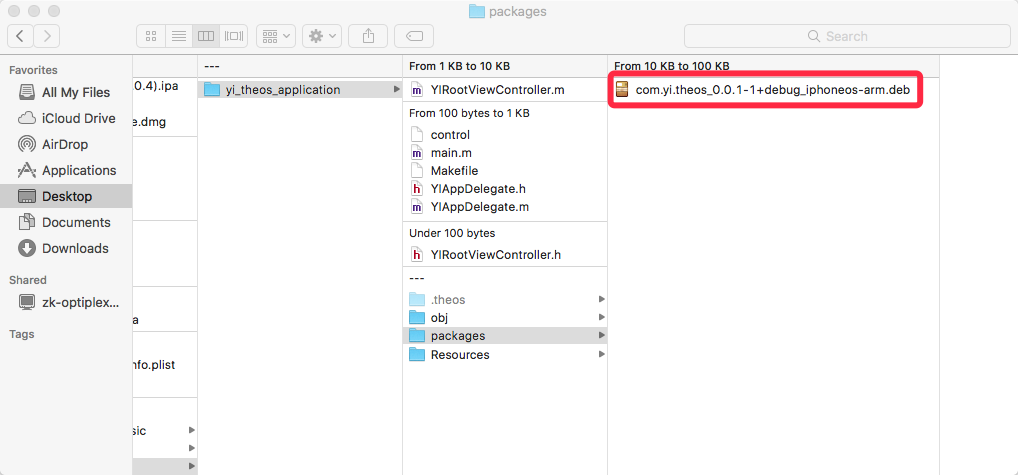 packages
Search
Favorites
All My Files
iCloud Drive
AirDrop
Applications
Desktop
Documents
Downloads
Shared
zk-optiplex...
Tags
0.4).ipa
e.dmg
a
nfo.plist
sic
---
yi_theos_application
From 1 KB to 10 KB
YIRootViewController.m
From 100 bytes to 1 KB
control
main.m
Makefile
YIAppDelegate.h
YIAppDelegate.m
Under 100 bytes
YIRootViewController.h
---
.theos
obj
packages
Resources
From 10 KB to 100 KB
com.yi.theos_0.0.1-1+debug_iphoneos-arm.deb